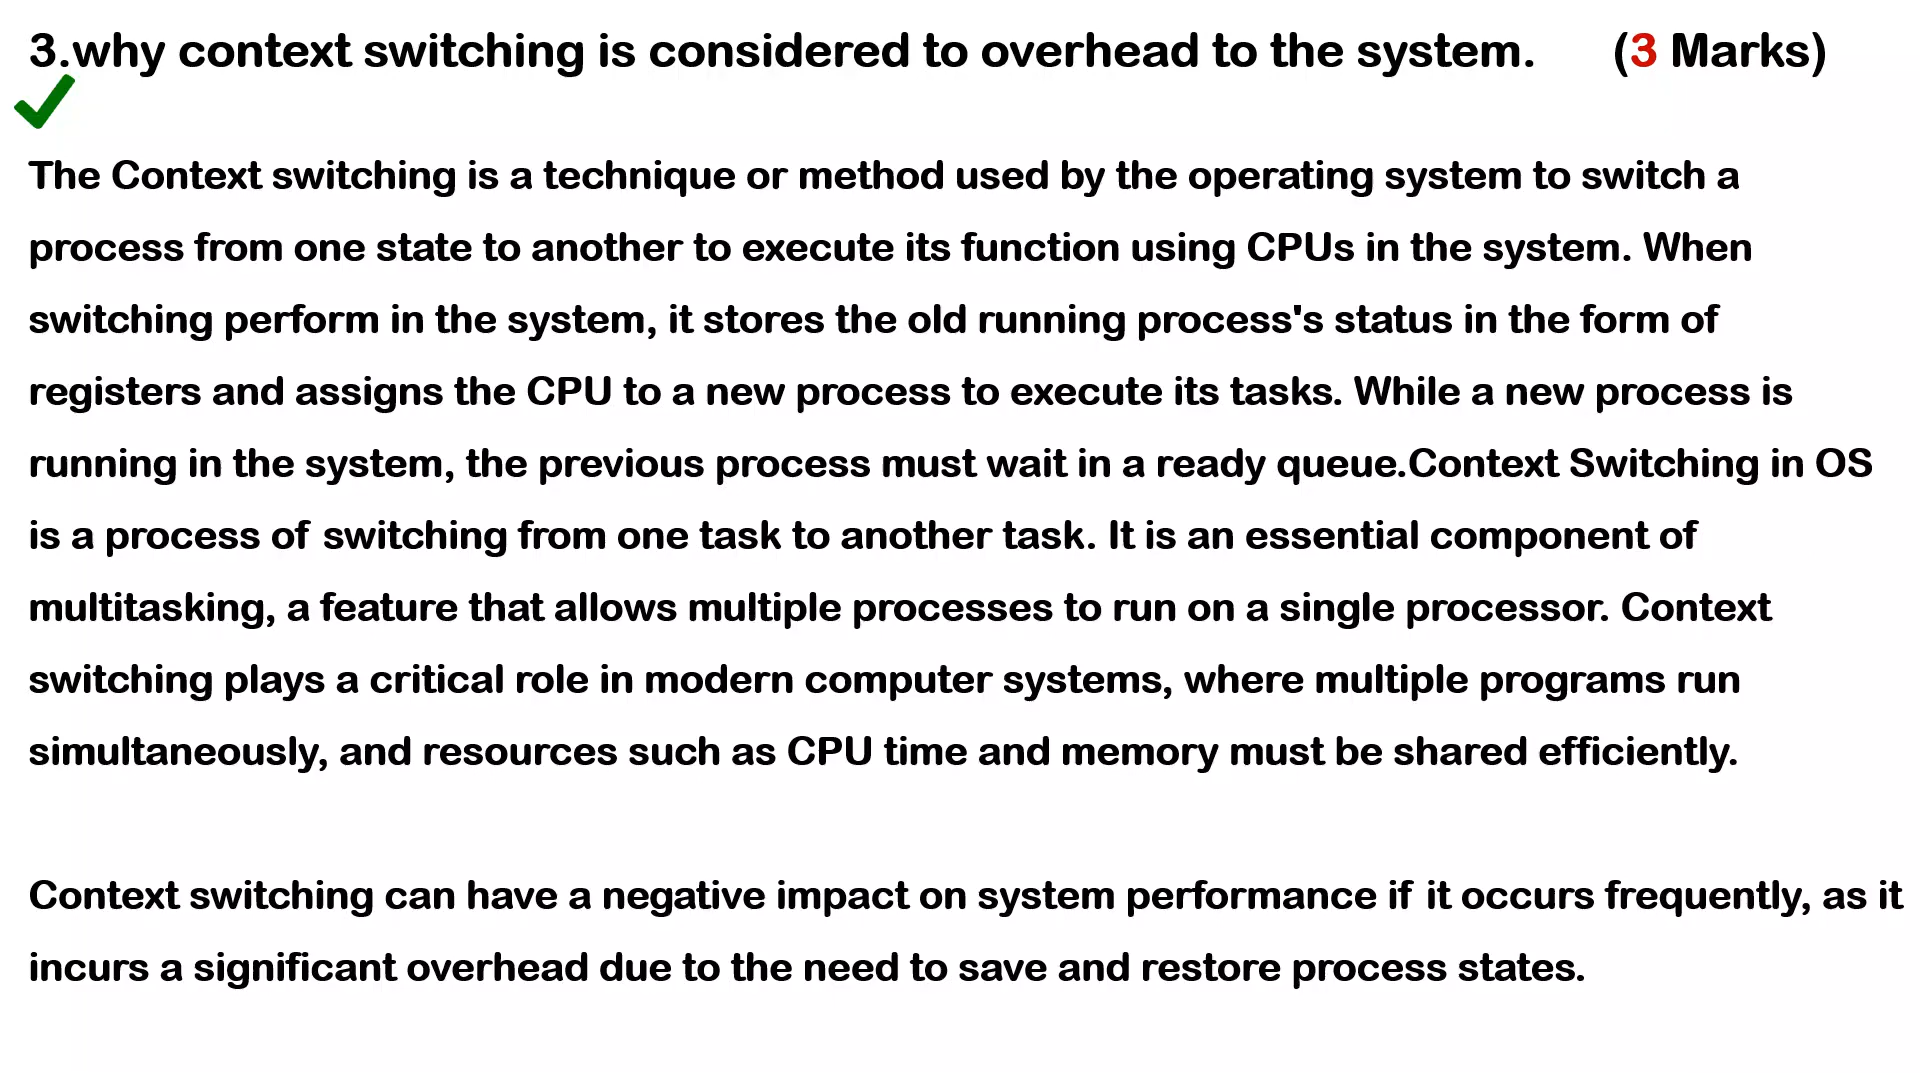 3.why context switching is considered to overhead to the system. (3 Marks)
The Context switching is a technique or method used by the operating system to switch a
process from one state to another to execute its function using CPUs in the system. When
switching perform in the system, it stores the old running process's status in the form of
registers and assigns the CPU to a new process to execute its tasks. While a new process is
running in the system, the previous process must wait in a ready queue.Context Switching in OS
is a process of switching from one task to another task. It is an essential component of
multitasking, a feature that allows multiple processes to run on a single processor. Context
switching plays a critical role in modern computer systems, where multiple programs run
simultaneously, and resources such as CPU time and memory must be shared efficiently.
Context switching can have a negative impact on system performance if it occurs frequently, as it
incurs a significant overhead due to the need to save and restore process states.